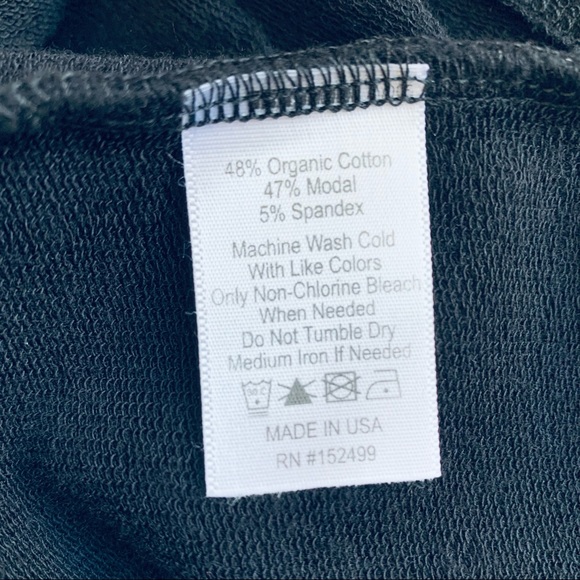 48% Organic Cotton
47% Modal
5% Spandex
Machine Wash Cold
With Like Colors
Only Non-Chlorine Bleach
When Needed
Do Not Tumble Dry
Medium Iron If Needed
MADE IN USA
RN #152499